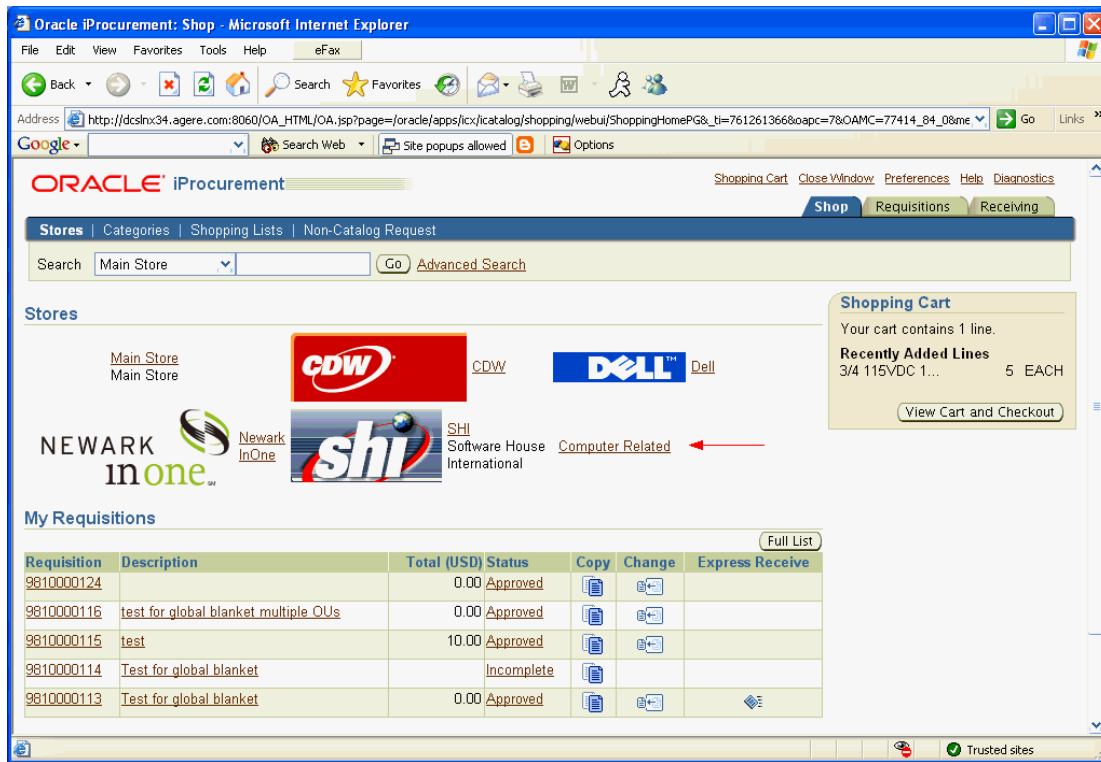 Oracle iProcurement: Shop - Microsoft Internet Explorer
File Edit View Favorites Tools Help eFax
Back Search Favorites
Address http://dcslnx34.agere.com:8060/OA_HTML/OA.jsp?page=/oracle/apps/icx/icatalog/shopping/webui/ShoppingHomePG&_ti=761261366&oapc=7&OAMC=77414_84_0&me Go Links »
Google Search Web Site popups allowed Options
ORACLE iProcurement
Shopping Cart Close Window Preferences Help Diagnostics
Shop Requisitions Receiving
Stores | Categories | Shopping Lists | Non-Catalog Request
Search Main Store Go Advanced Search
Stores
Main Store
Main Store
CDW CDW
DELL™ Dell
NEWARK
inone
Newark
InOne
shi
SHI
Software House
International
Computer Related
Shopping Cart
Your cart contains 1 line.
Recently Added Lines
3/4 115VDC 1... 5 EACH
View Cart and Checkout
My Requisitions
Full List
Requisition Description Total (USD) Status Copy Change Express Receive
9810000124 0.00 Approved
9810000116 test for global blanket multiple OUs 0.00 Approved
9810000115 test 10.00 Approved
9810000114 Test for global blanket Incomplete
9810000113 Test for global blanket 0.00 Approved
Trusted sites